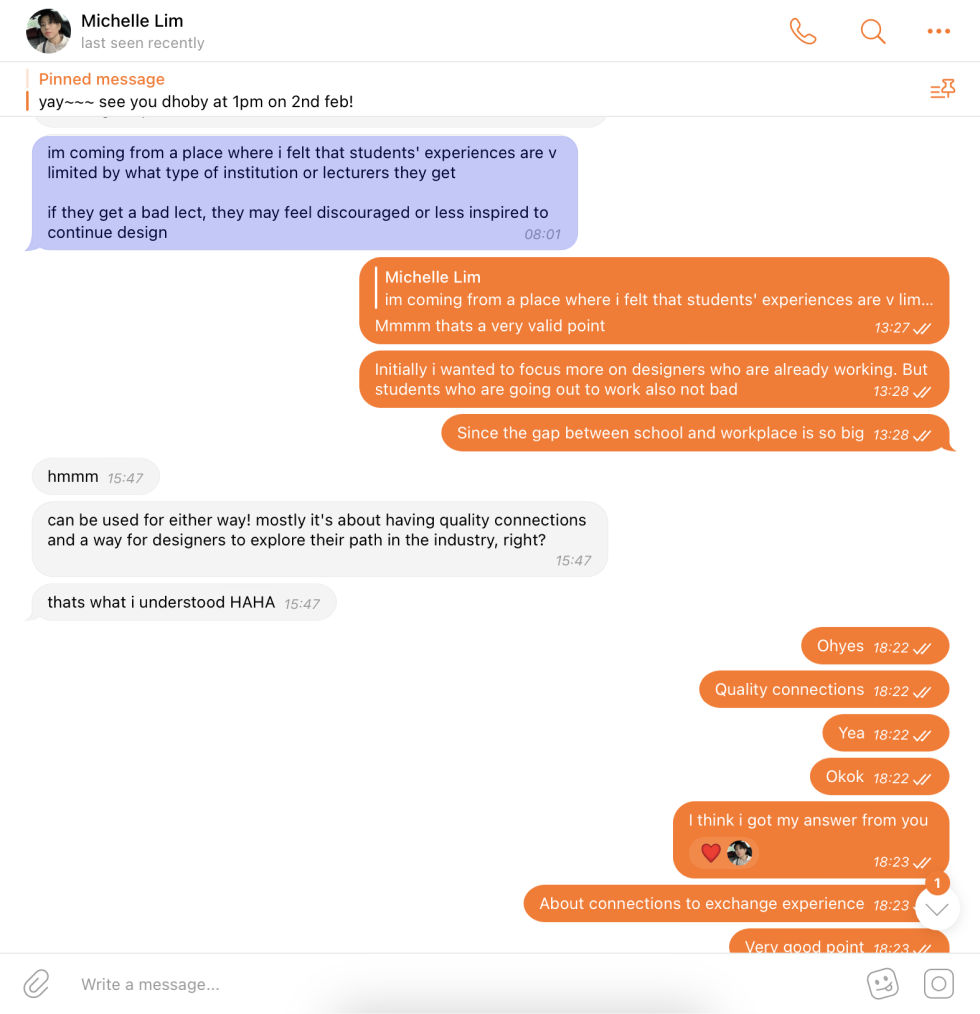 Michelle Lim
last seen recently
Pinned message
yay~~~ see you dhoby at 1pm on 2nd feb!
im coming from a place where i felt that students' experiences are v
limited by what type of institution or lecturers they get
if they get a bad lect, they may feel discouraged or less inspired to
continue design
08:01
Michelle Lim
im coming from a place where i felt that students' experiences are v lim...
Mmmm thats a very valid point 13:27
Initially i wanted to focus more on designers who are already working. But
students who are going out to work also not bad 13:28
Since the gap between school and workplace is so big 13:28
hmmm 15:47
can be used for either way! mostly it's about having quality connections
and a way for designers to explore their path in the industry, right?
15:47
thats what i understood HAHA 15:47
Ohyes 18:22
Quality connections 18:22
Yea 18:22
Okok 18:22
I think i got my answer from you
18:23
1
About connections to exchange experience 18:23
Very good point 18:23
Write a message...